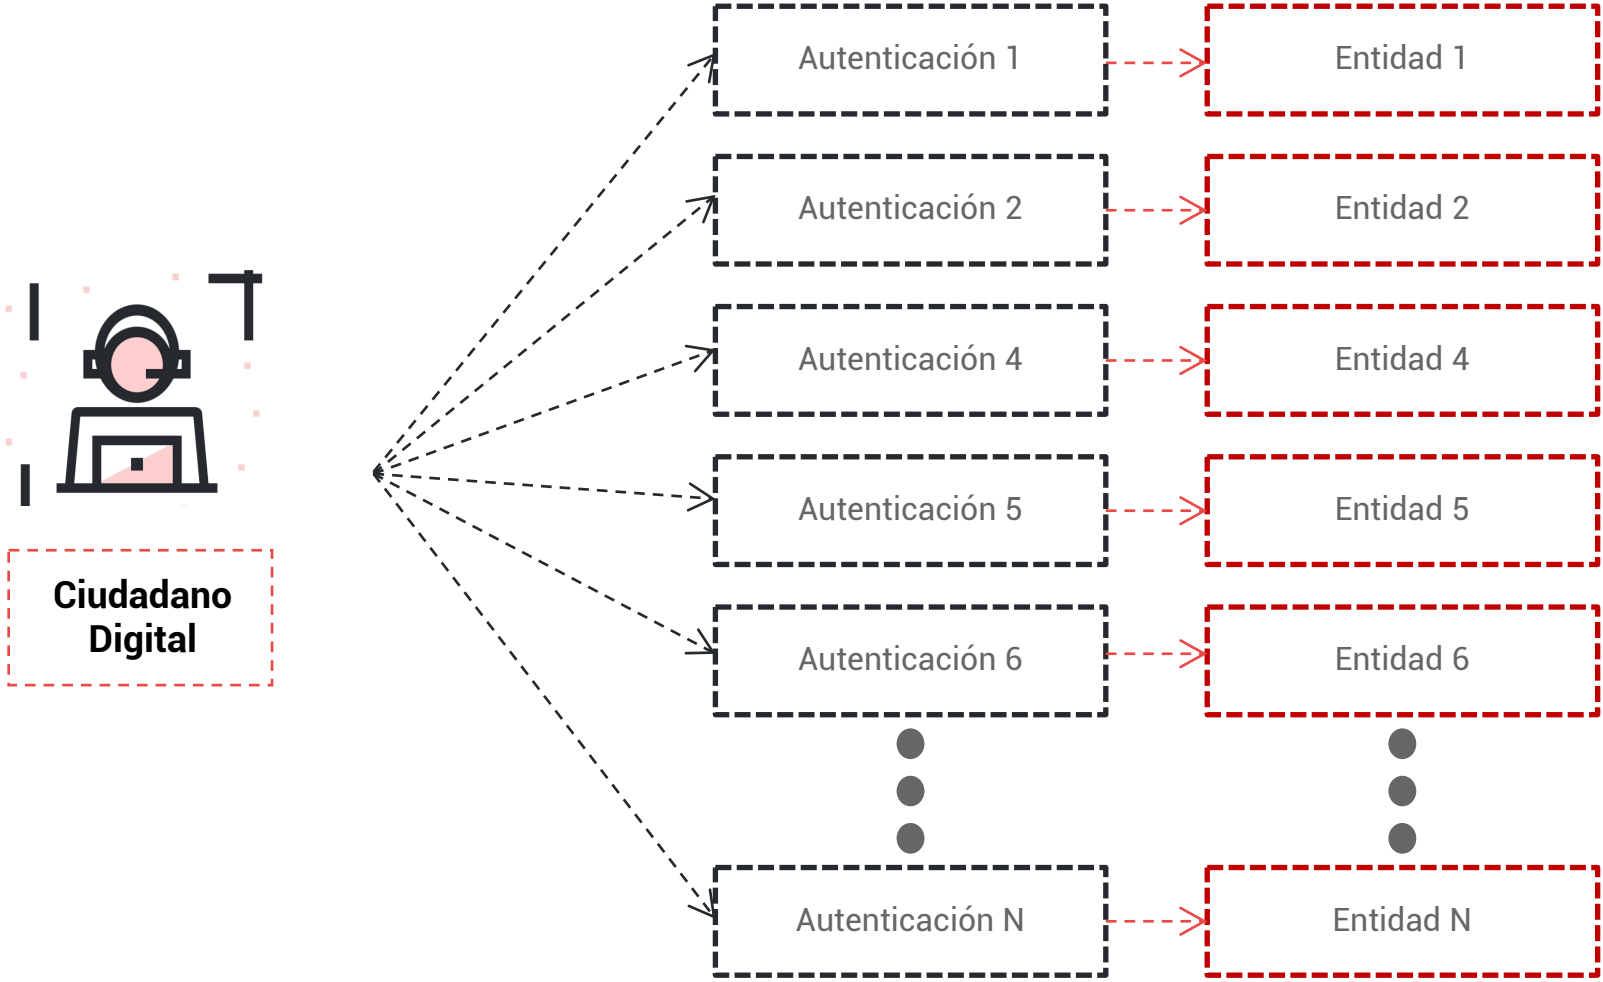 Autenticación 1
Entidad 1
Autenticación 2
Entidad 2
Autenticación 4
Entidad 4
Autenticación 5
Entidad 5
Ciudadano
Digital
Autenticación 6
Entidad 6
Autenticación N
Entidad N